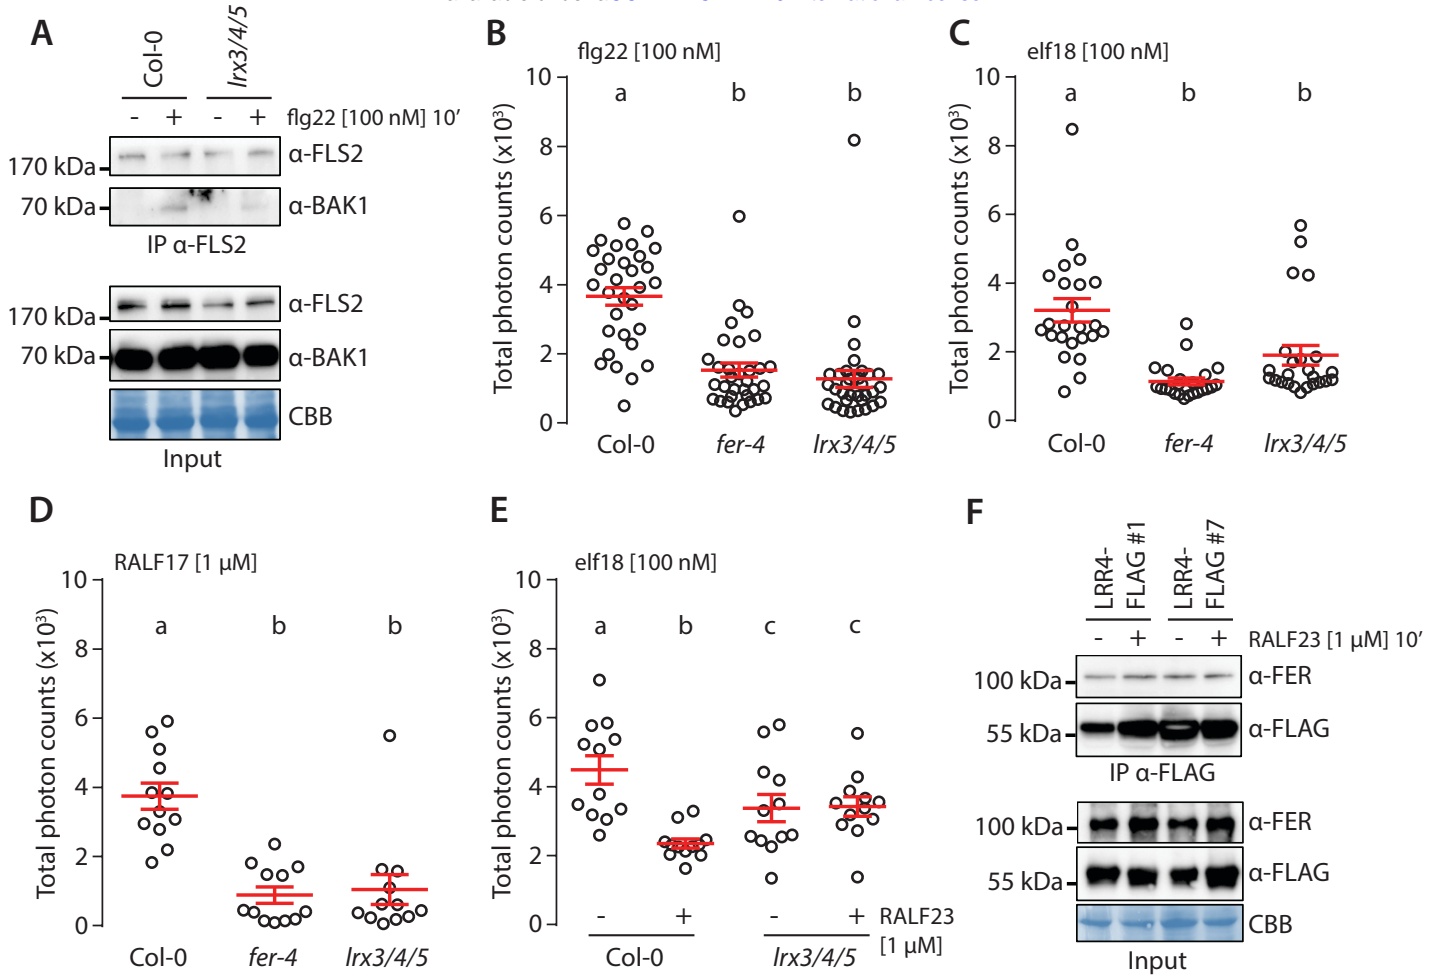 A
Col-0
lrx3/4/5
- + - + flg22 [100 nM] 10′
170 kDa
α-FLS2
70 kDa
α-BAK1
IP α-FLS2
170 kDa
α-FLS2
70 kDa
α-BAK1
CBB
Input
B
flg22 [100 nM]
Total photon counts (x10³)
10
8
6
4
2
0
a b b
Col-0 fer-4 lrx3/4/5
C
elf18 [100 nM]
Total photon counts (x10³)
10
8
6
4
2
0
a b b
Col-0 fer-4 lrx3/4/5
D
RALF17 [1 μM]
Total photon counts (x10³)
10
8
6
4
2
0
a b b
Col-0 fer-4 lrx3/4/5
E
elf18 [100 nM]
Total photon counts (x10³)
10
8
6
4
2
0
a b c c
- + - + RALF23
[1 μM]
Col-0 lrx3/4/5
F
LRR4-
FLAG #1
LRR4-
FLAG #7
- + - + RALF23 [1 μM] 10′
100 kDa
α-FER
55 kDa
α-FLAG
IP α-FLAG
100 kDa
α-FER
55 kDa
α-FLAG
CBB
Input